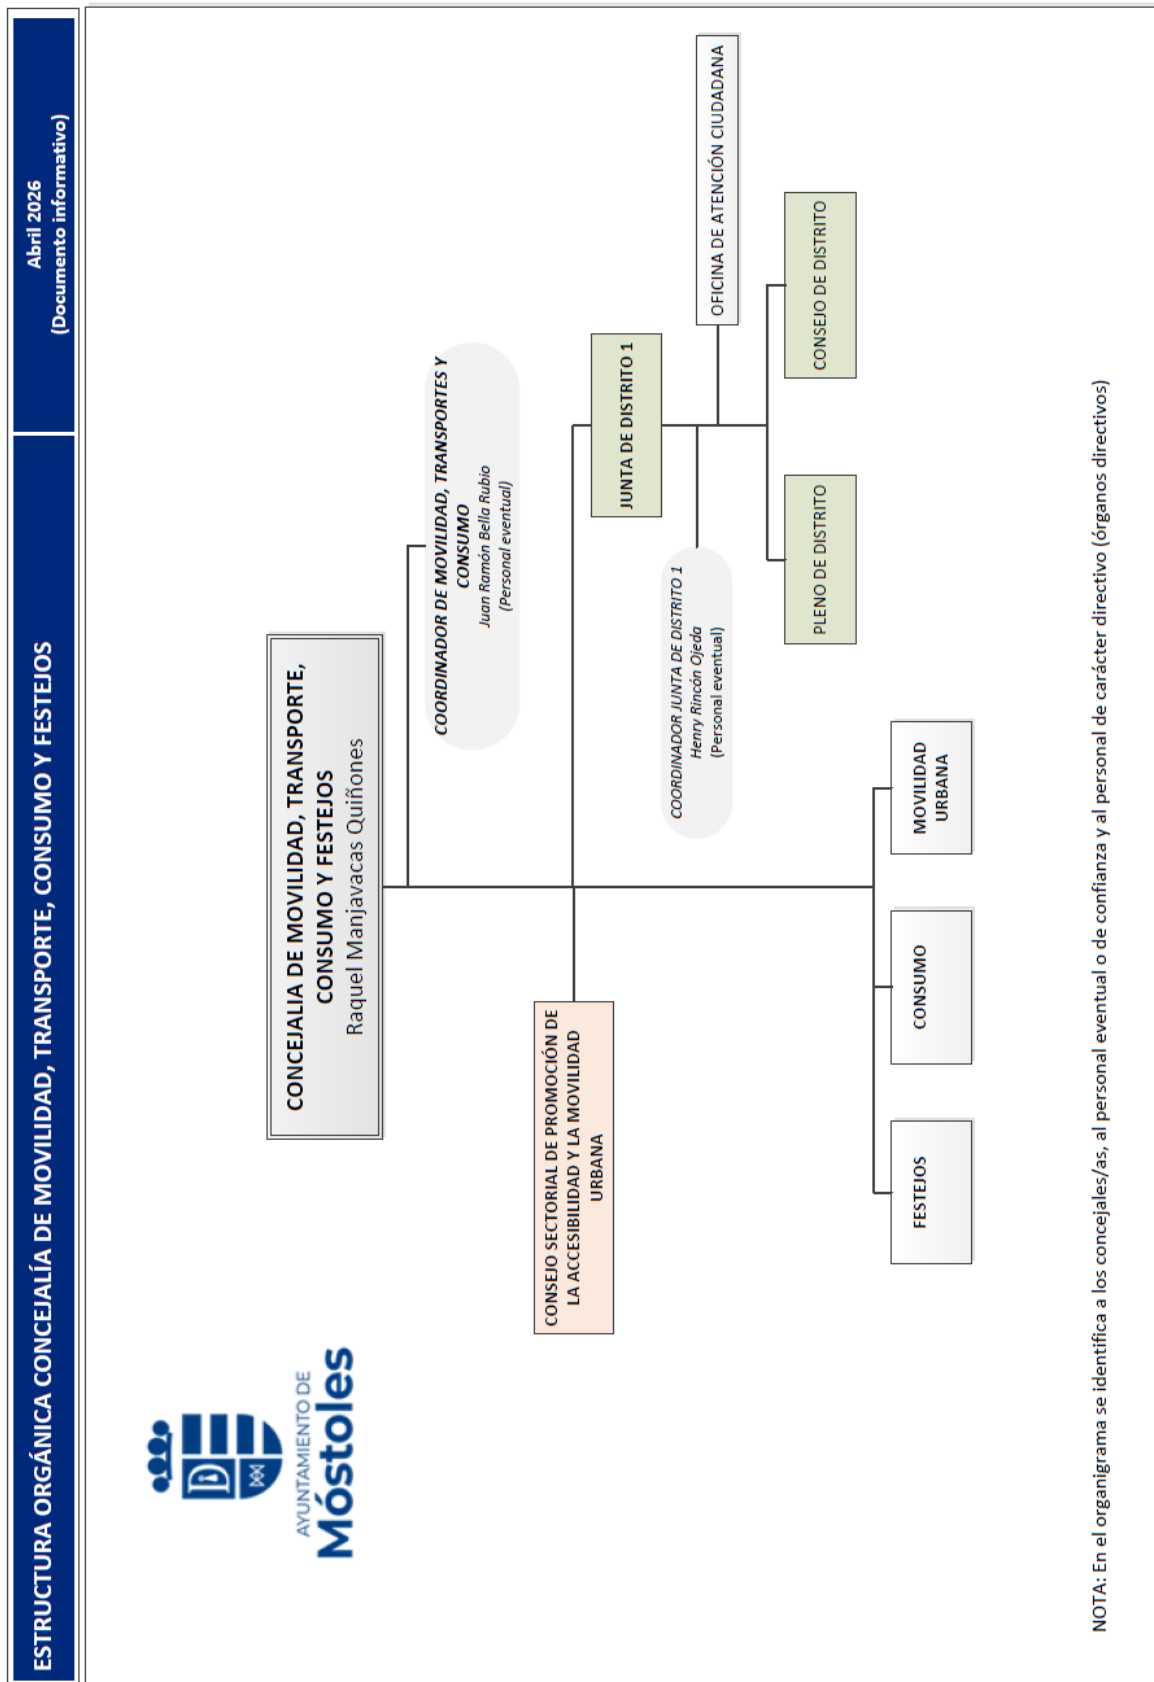 ESTRUCTURA ORGÁNICA CONCEJALÍA DE MOVILIDAD, TRANSPORTE, CONSUMO Y FESTEJOS
Abril 2026
(Documento informativo)
AYUNTAMIENTO DE
Móstoles
CONCEJALIA DE MOVILIDAD, TRANSPORTE,
CONSUMO Y FESTEJOS
Raquel Manjavacas Quiñones
COORDINADOR DE MOVILIDAD, TRANSPORTES Y
CONSUMO
Juan Ramón Bella Rubio
(Personal eventual)
CONSEJO SECTORIAL DE PROMOCIÓN DE
LA ACCESIBILIDAD Y LA MOVILIDAD
URBANA
JUNTA DE DISTRITO 1
COORDINADOR JUNTA DE DISTRITO 1
Henry Rincón Ojeda
(Personal eventual)
OFICINA DE ATENCIÓN CIUDADANA
PLENO DE DISTRITO
CONSEJO DE DISTRITO
FESTEJOS
CONSUMO
MOVILIDAD
URBANA
NOTA: En el organigrama se identifica a los concejales/as, al personal eventual o de confianza y al personal de carácter directivo (órganos directivos)